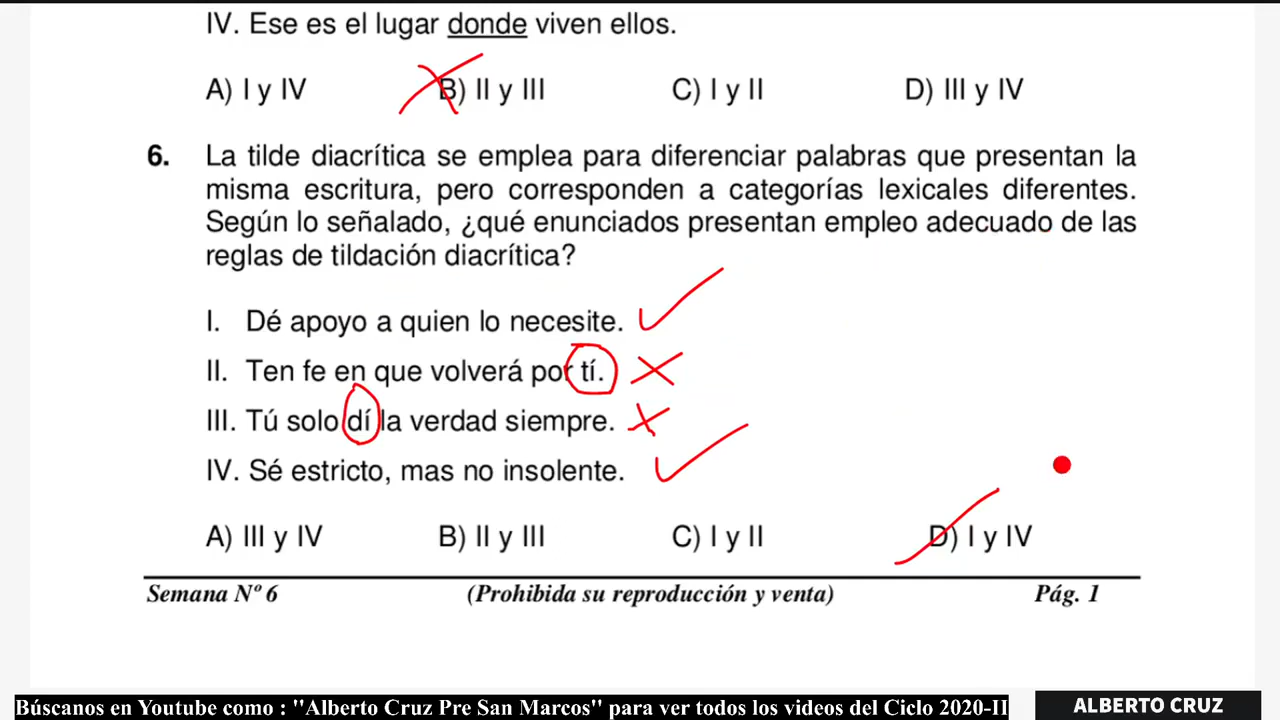 IV. Ese es el lugar donde viven ellos.
A) I y IV B) II y III C) I y II D) III y IV
6. La tilde diacrítica se emplea para diferenciar palabras que presentan la
misma escritura, pero corresponden a categorías lexicales diferentes.
Según lo señalado, ¿qué enunciados presentan empleo adecuado de las
reglas de tildación diacrítica?
I. Dé apoyo a quien lo necesite.
II. Ten fe en que volverá por tí.
III. Tú solo dí la verdad siempre.
IV. Sé estricto, mas no insolente.
A) III y IV B) II y III C) I y II D) I y IV
Semana Nº 6 (Prohibida su reproducción y venta) Pág. 1
Búscanos en Youtube como : "Alberto Cruz Pre San Marcos" para ver todos los videos del Ciclo 2020-II
ALBERTO CRUZ